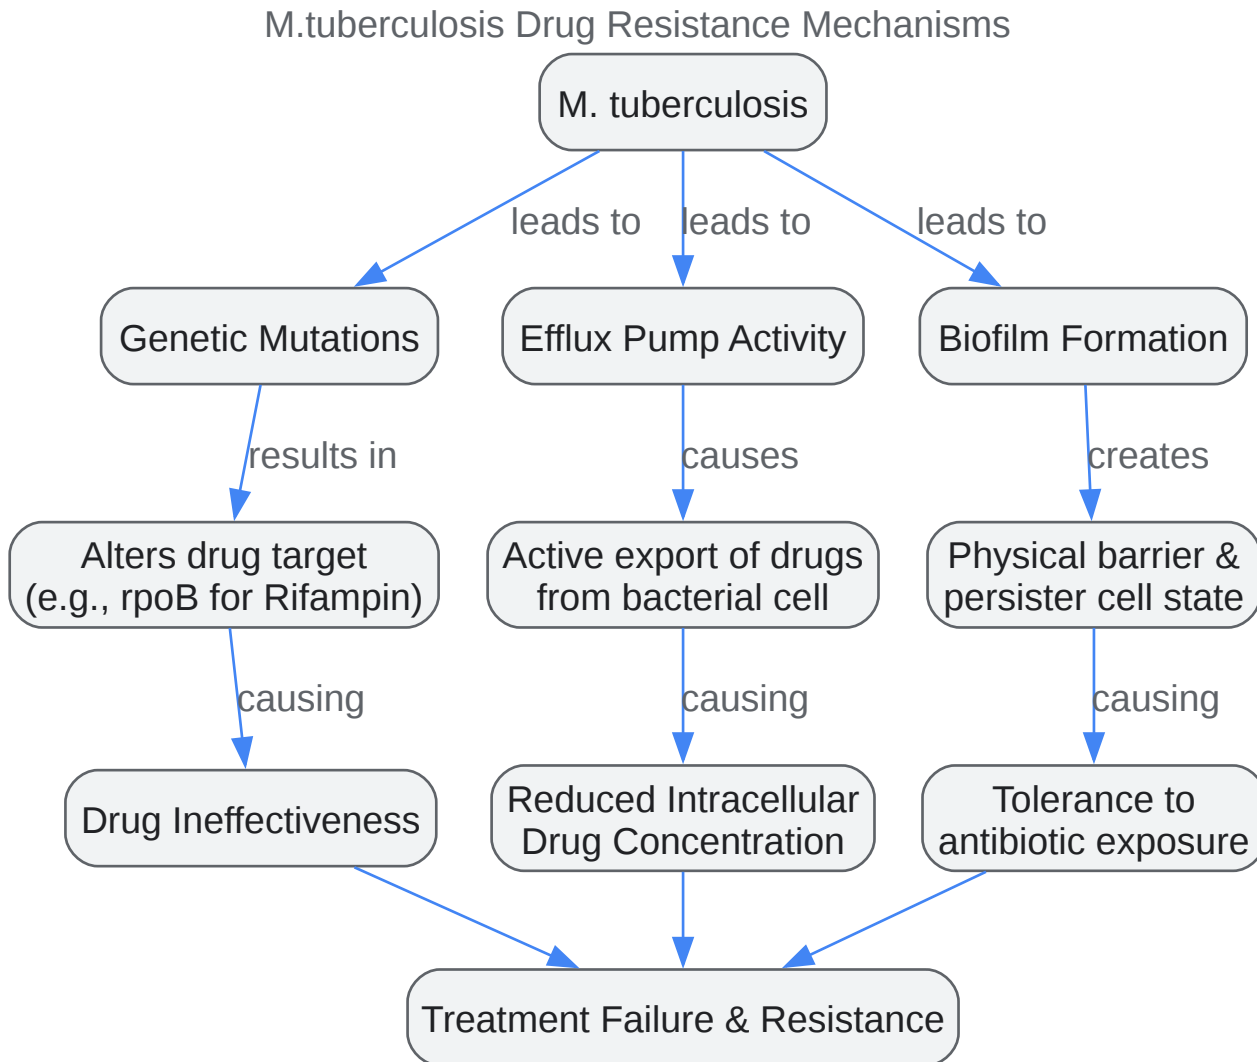 M.tuberculosis Drug Resistance Mechanisms
M. tuberculosis
leads to
leads to
leads to
Genetic Mutations
Efflux Pump Activity
Biofilm Formation
results in
causes
creates
Alters drug target
(e.g., rpoB for Rifampin)
Active export of drugs
from bacterial cell
Physical barrier &
persister cell state
causing
causing
causing
Drug Ineffectiveness
Reduced Intracellular
Drug Concentration
Tolerance to
antibiotic exposure
Treatment Failure & Resistance